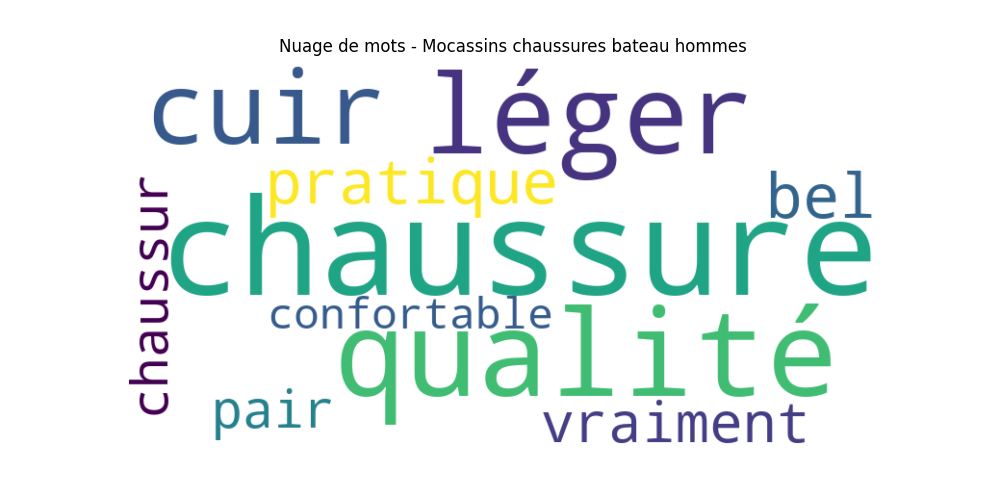 Nuage de mots - Mocassins chaussures bateau hommes
cuir
léger
pratique
bel
chaussur
chaussure
confortable
qualité
pair
vraiment